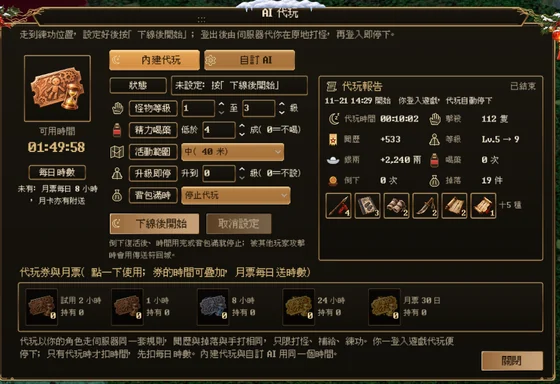 AI 代玩
走到練功位置，設定好後按「下線後開始」；登出後由伺服器代你在原地打怪，再登入即停下。
內建代玩
自訂 AI
狀態
未設定：按「下線後開始」
怪物等級
1
至
3
級
精力喝藥
低於
4
成（0=不喝）
活動範圍
中（40 米）
升級即停
升到
0
級（0=不設）
背包滿時
停止代玩
下線後開始
取消設定
倒下復活後、時間用完或背包滿就停止；被其他玩家攻擊
時會用傳送符回城。
可用時間
01:49:58
每日時數
未有：月票每日 8 小時
，月卡亦有附送
代玩報告
已結束
11-21 14:29 開始　你登入遊戲，代玩自動停下
代玩時間 00:10:02
擊殺 112 隻
閱歷 +533
等級 Lv.5 → 9
銀兩 +2,240 兩
喝藥 0 次
倒下 0 次
掉落 19 件
4
3
2
2
2
1
+5 種
代玩券與月票（點一下使用；券的時間可疊加，月票每日送時數）
0
試用 2 小時
持有 0
0
1 小時
持有 0
0
8 小時
持有 0
0
24 小時
持有 0
0
月票 30 日
持有 0
代玩以你的角色走伺服器同一套規則，閱歷與掉落與手打相同，只限打怪、補給、練功。你一登入遊戲代玩便
停下；只有代玩時才扣時間，先扣每日時數。內建代玩與自訂 AI 用同一個時間。
關閉